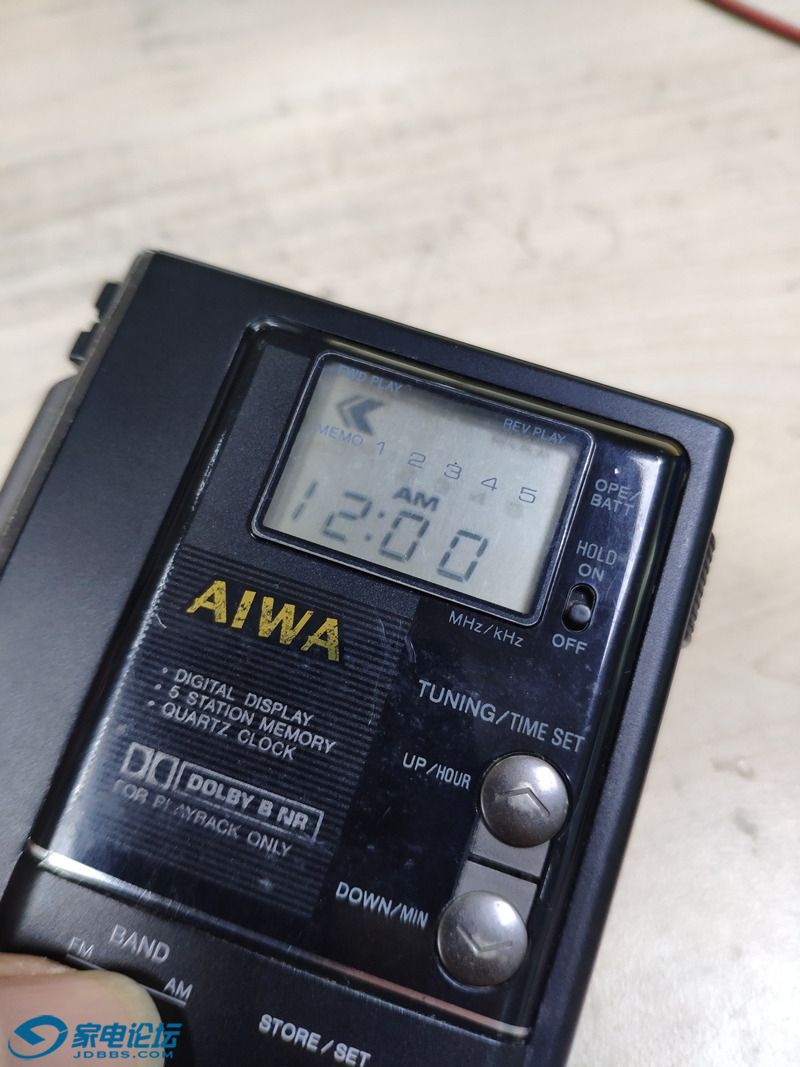 FWD PLAY
REV PLAY
MEMO 1 2 3 4 5
AM
12:00
OPE/
BATT
HOLD
ON
OFF
MHz/kHz
AIWA
• DIGITAL DISPLAY
• 5 STATION MEMORY
• QUARTZ CLOCK
DOLBY B NR
FOR PLAYBACK ONLY
TUNING/TIME SET
UP/HOUR
DOWN/MIN
BAND
FM
AM
STORE/SET
家电论坛
JDBBS.COM